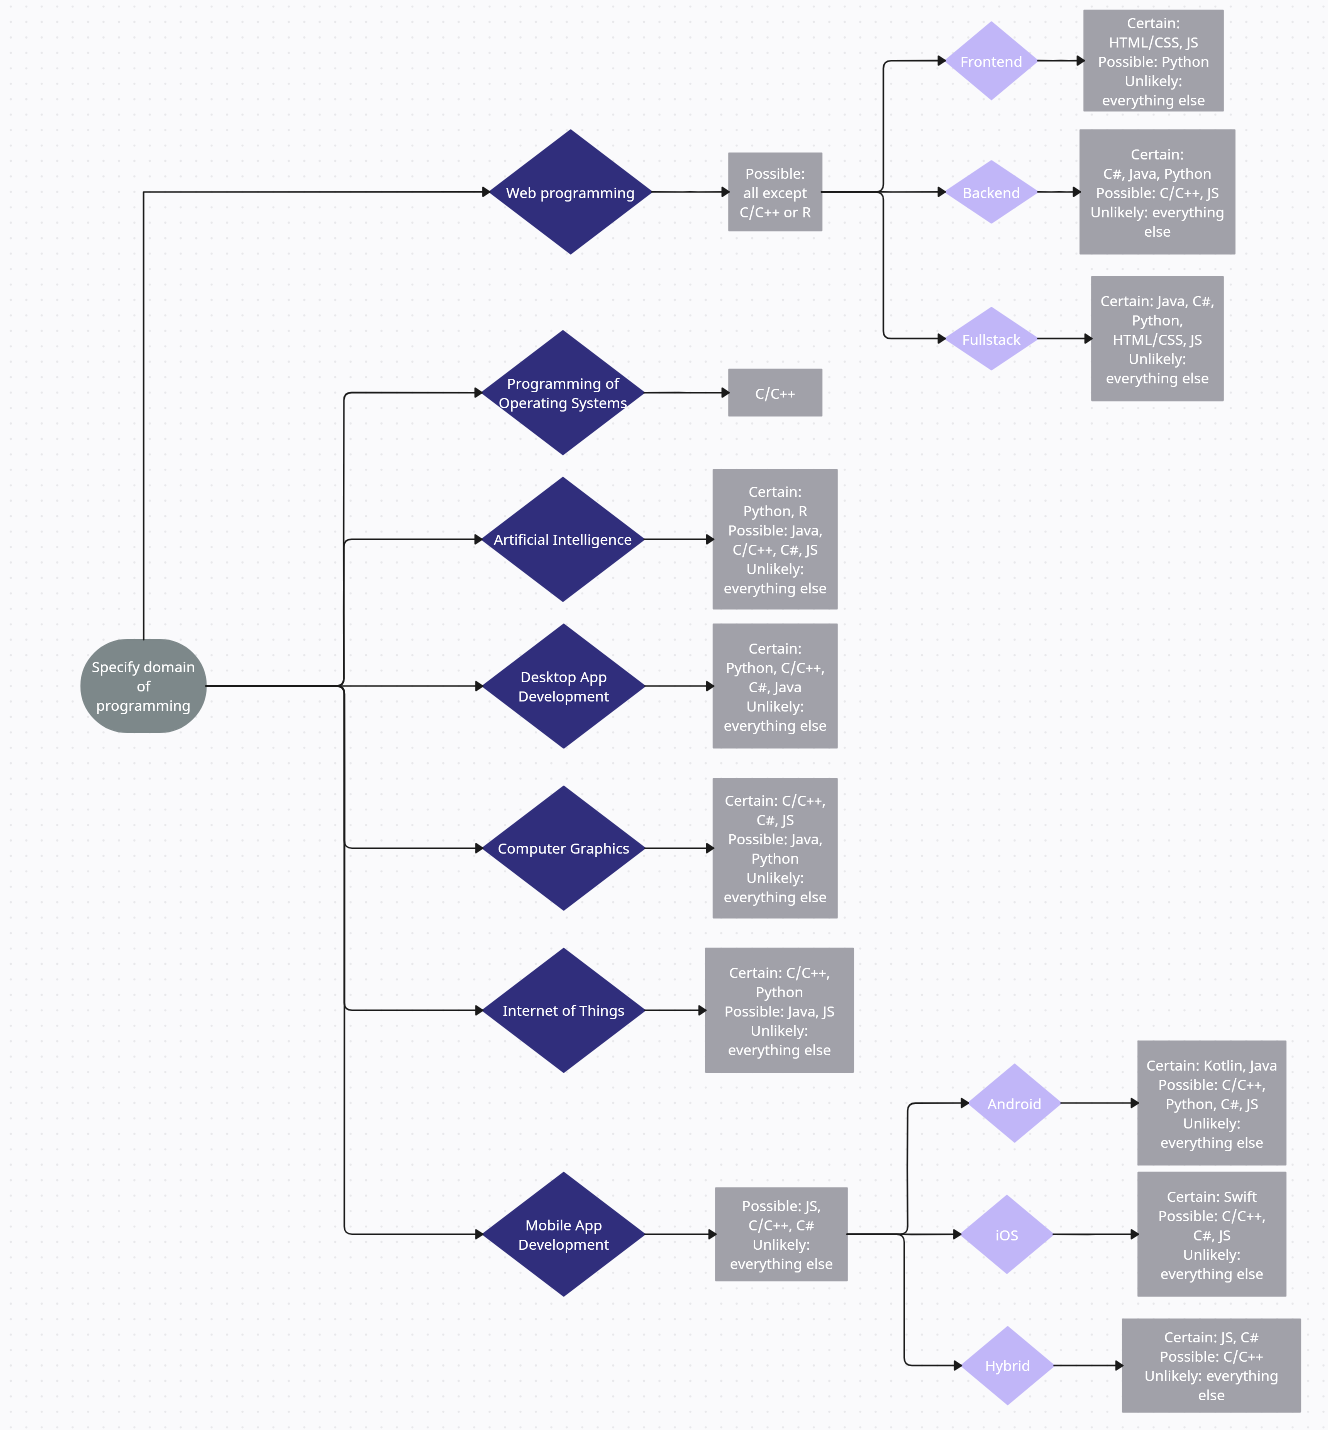 Specify domain
of
programming
Web programming
Possible:
all except
C/C++ or R
Frontend
Certain:
HTML/CSS, JS
Possible: Python
Unlikely:
everything else
Backend
Certain:
C#, Java, Python
Possible: C/C++, JS
Unlikely: everything
else
Fullstack
Certain: Java, C#,
Python,
HTML/CSS, JS
Unlikely:
everything else
Programming of
Operating Systems
C/C++
Artificial Intelligence
Certain:
Python, R
Possible: Java,
C/C++, C#, JS
Unlikely:
everything else
Desktop App
Development
Certain:
Python, C/C++,
C#, Java
Unlikely:
everything else
Computer Graphics
Certain: C/C++,
C#, JS
Possible: Java,
Python
Unlikely:
everything else
Internet of Things
Certain: C/C++,
Python
Possible: Java, JS
Unlikely:
everything else
Mobile App
Development
Possible: JS,
C/C++, C#
Unlikely:
everything else
Android
Certain: Kotlin, Java
Possible: C/C++,
Python, C#, JS
Unlikely:
everything else
iOS
Certain: Swift
Possible: C/C++,
C#, JS
Unlikely:
everything else
Hybrid
Certain: JS, C#
Possible: C/C++
Unlikely: everything
else